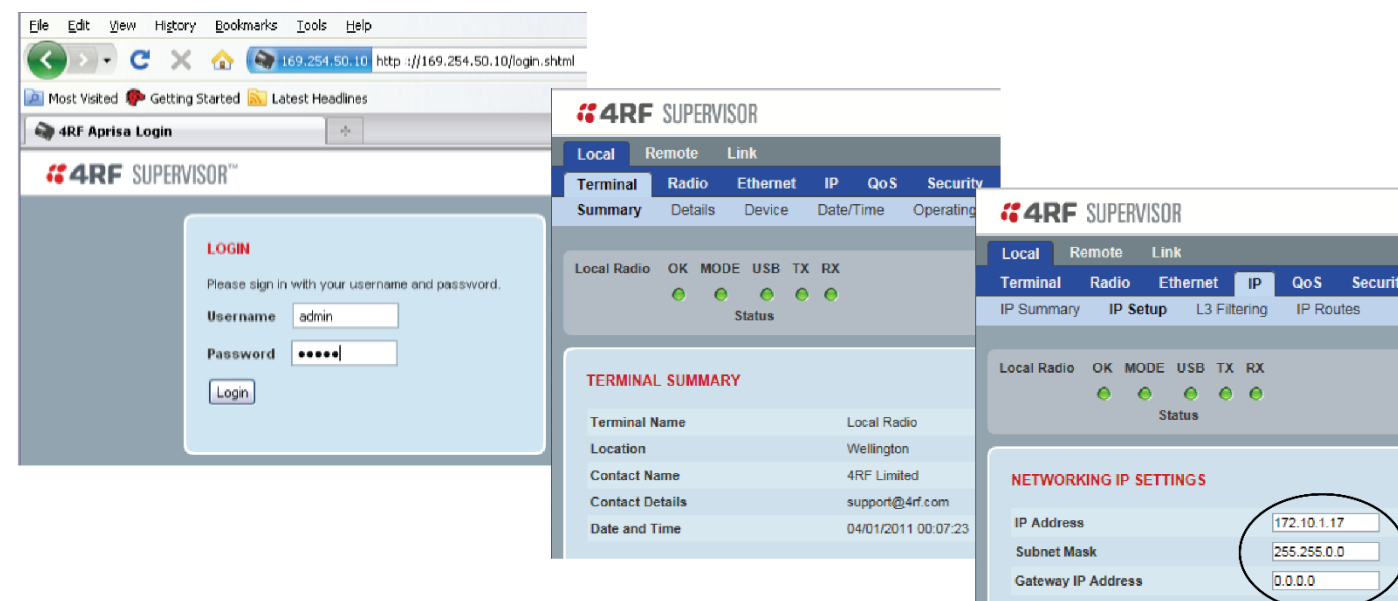 File Edit View History Bookmarks Tools Help
169.254.50.10 http ://169.254.50.10/login.shtml
Most Visited Getting Started Latest Headlines
4RF Aprisa Login
4RF SUPERVISOR™
LOGIN
Please sign in with your username and password.
Username admin
Password •••••
Login
4RF SUPERVISOR
Local Remote Link
Terminal Radio Ethernet IP QoS Security
Summary Details Device Date/Time Operating
Local Radio OK MODE USB TX RX
Status
TERMINAL SUMMARY
Terminal Name Local Radio
Location Wellington
Contact Name 4RF Limited
Contact Details support@4rf.com
Date and Time 04/01/2011 00:07:23
4RF SUPERVISOR
Local Remote Link
Terminal Radio Ethernet IP QoS Securit
IP Summary IP Setup L3 Filtering IP Routes
Local Radio OK MODE USB TX RX
Status
NETWORKING IP SETTINGS
IP Address 172.10.1.17
Subnet Mask 255.255.0.0
Gateway IP Address 0.0.0.0